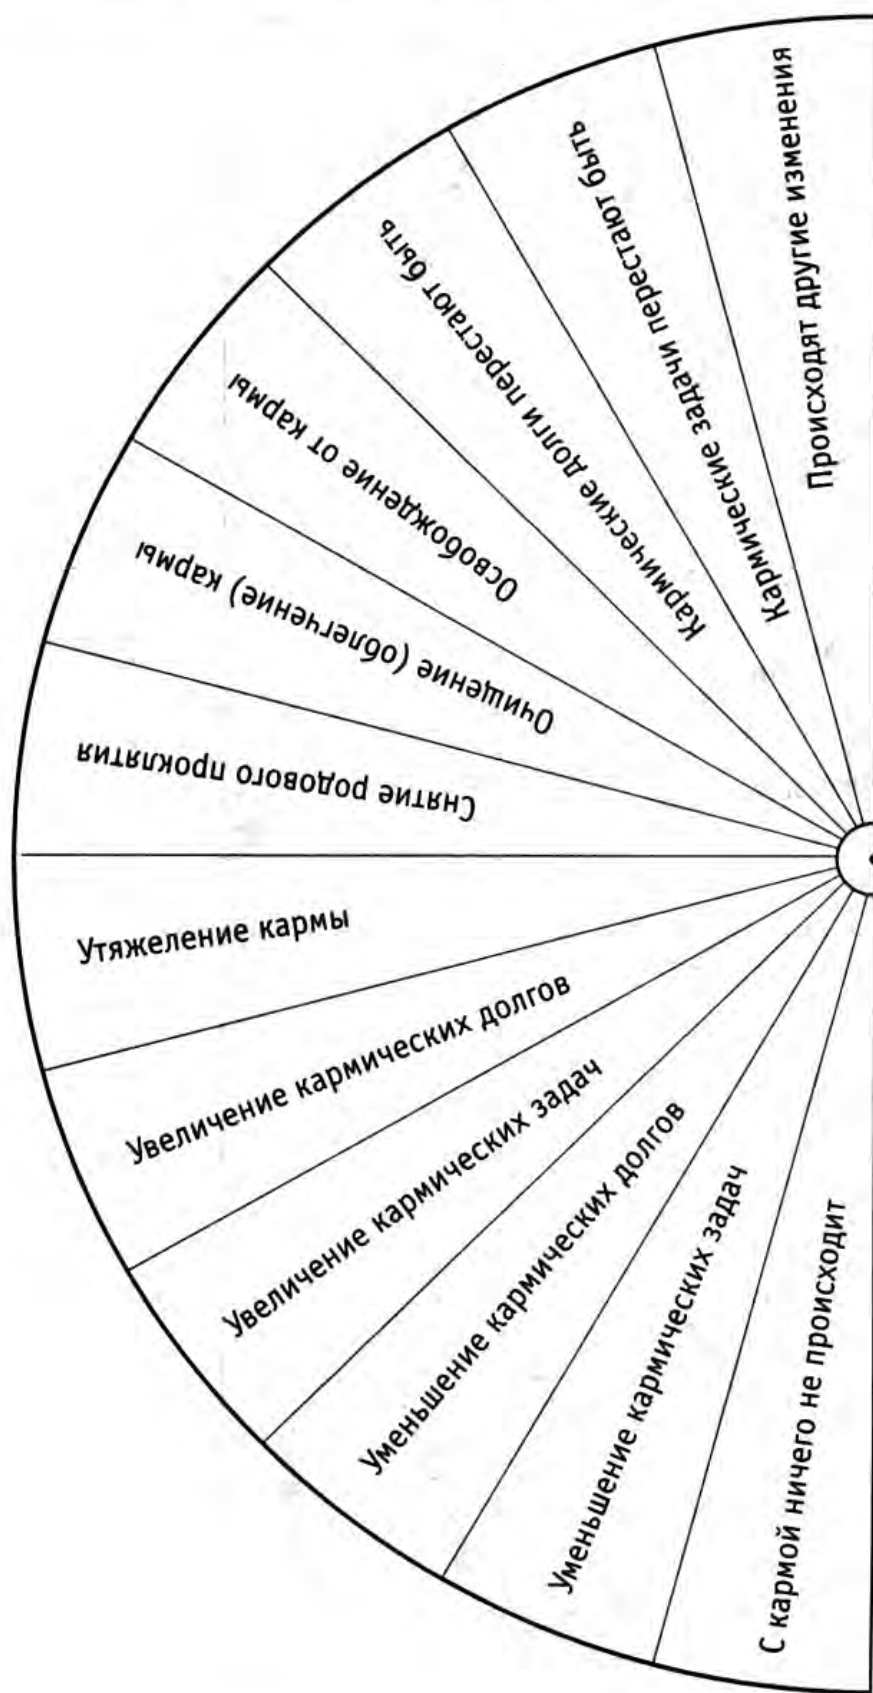 С кармой ничего не происходит
Уменьшение кармических задач
Уменьшение кармических долгов
Увеличение кармических задач
Увеличение кармических долгов
Утяжеление кармы
Снятие родового проклятия
Очищение (облегчение) кармы
Освобождение от кармы
Кармические долги перестают быть
Кармические задачи перестают быть
Происходят другие изменения